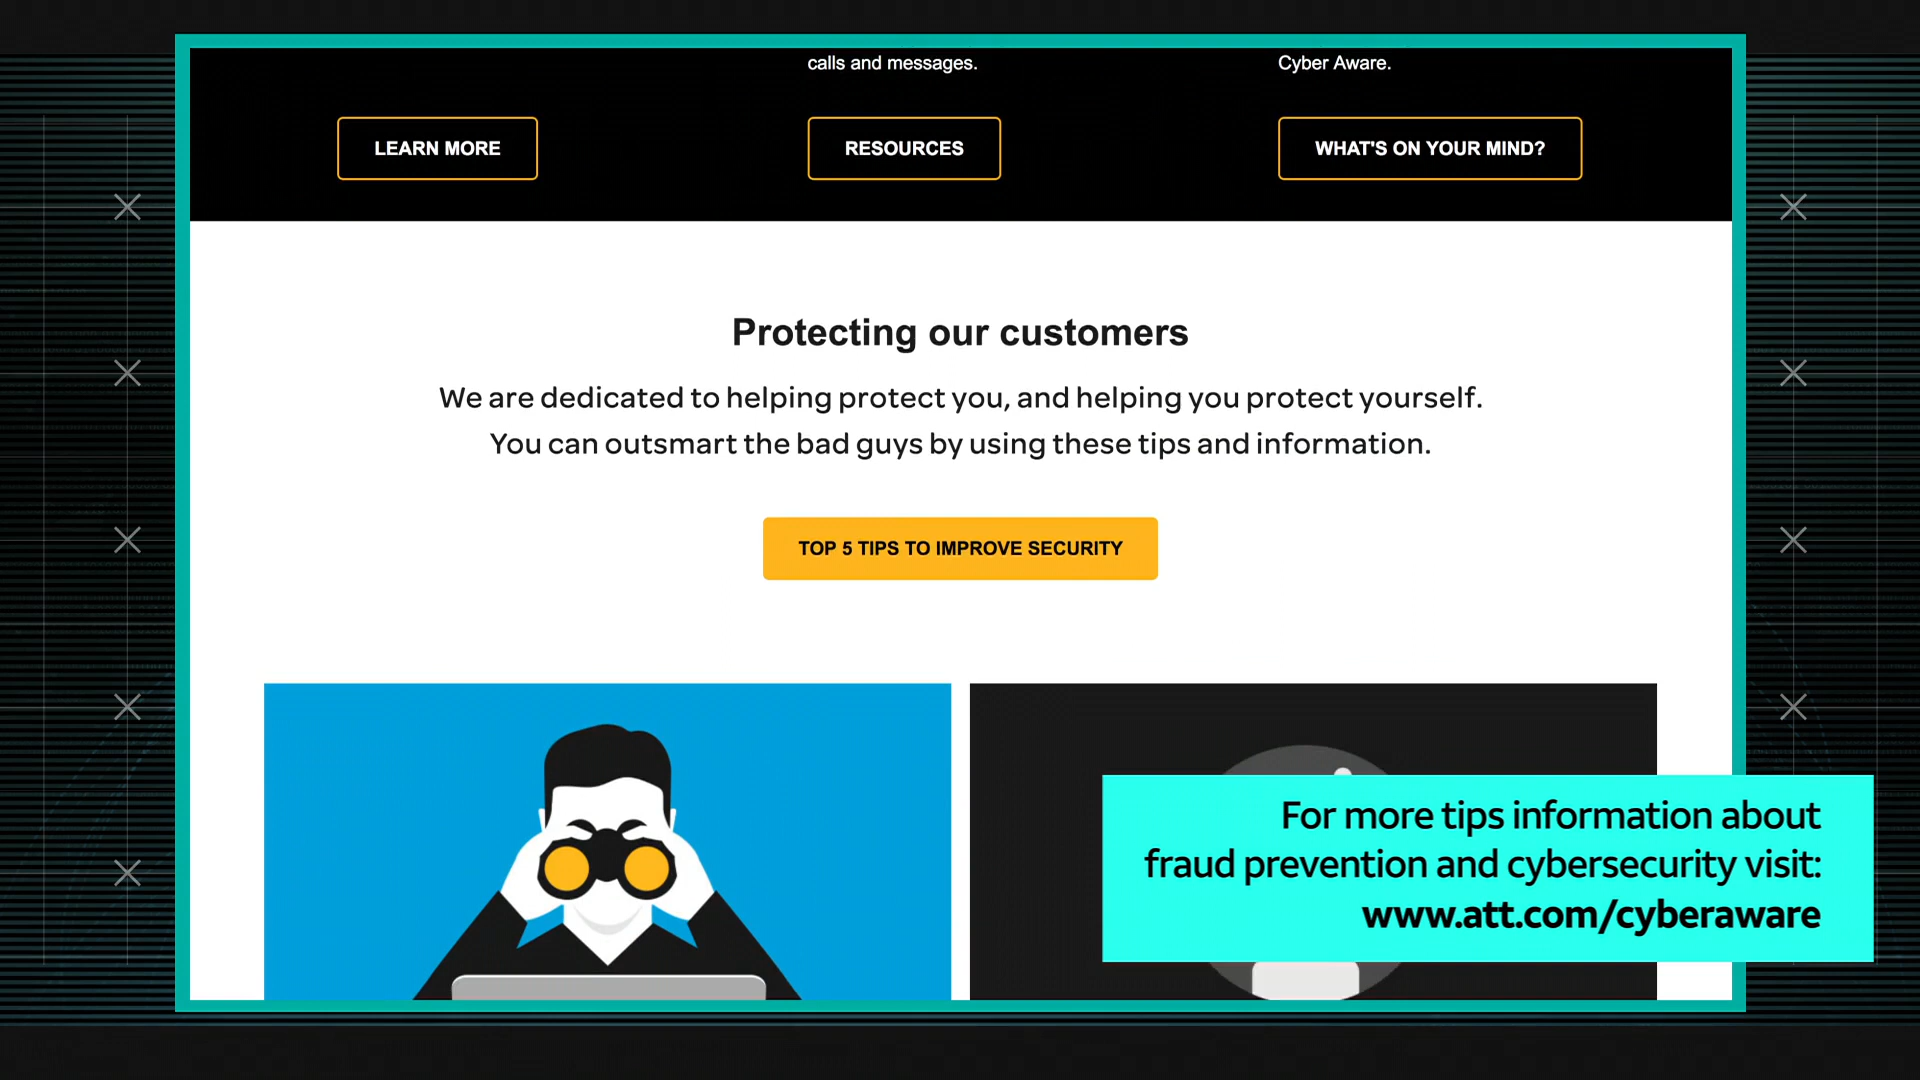 calls and messages.
Cyber Aware.
LEARN MORE
RESOURCES
WHAT'S ON YOUR MIND?
Protecting our customers
We are dedicated to helping protect you, and helping you protect yourself.
You can outsmart the bad guys by using these tips and information.
TOP 5 TIPS TO IMPROVE SECURITY
For more tips information about
fraud prevention and cybersecurity visit:
www.att.com/cyberaware